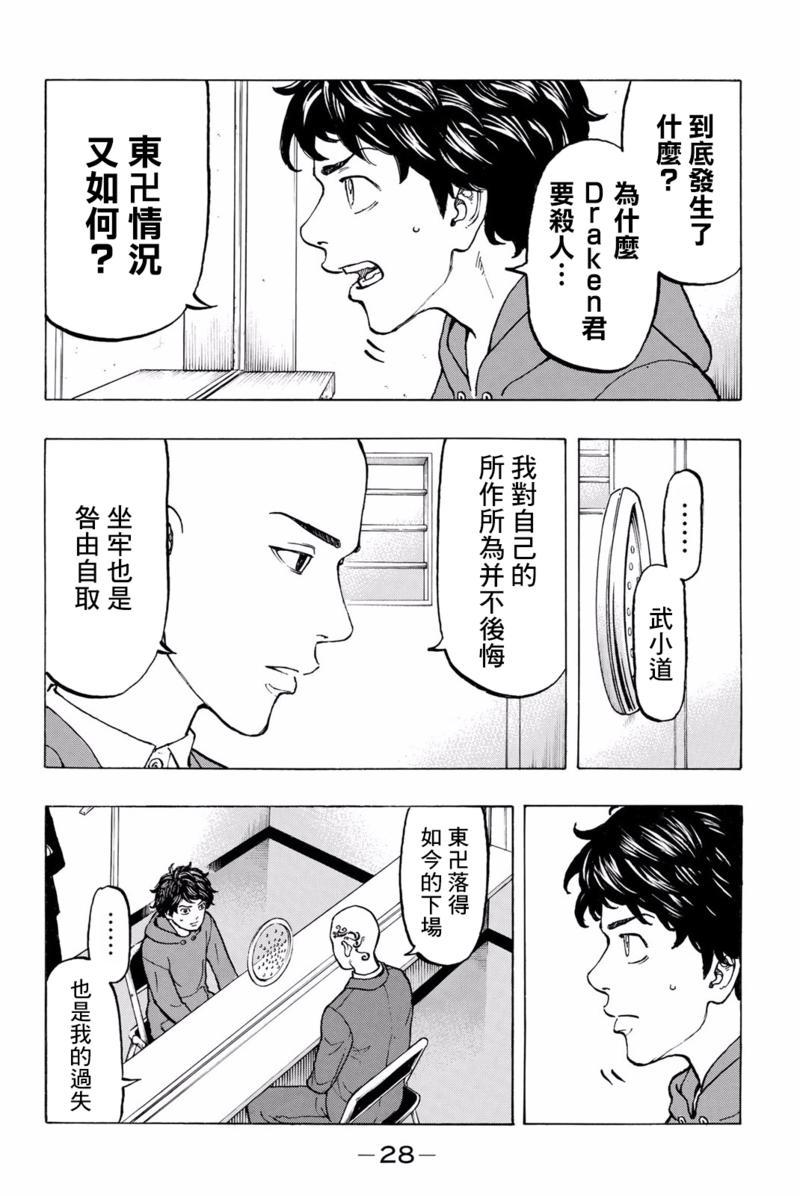 到底發生了
什麼？
為什麼
Draken君
要殺人…
東卍情況
又如何？
……
武小道
我對自己的
所作所為并不後悔
坐牢也是
咎由自取
東卍落得
如今的下場
……
也是我的過失
—28—